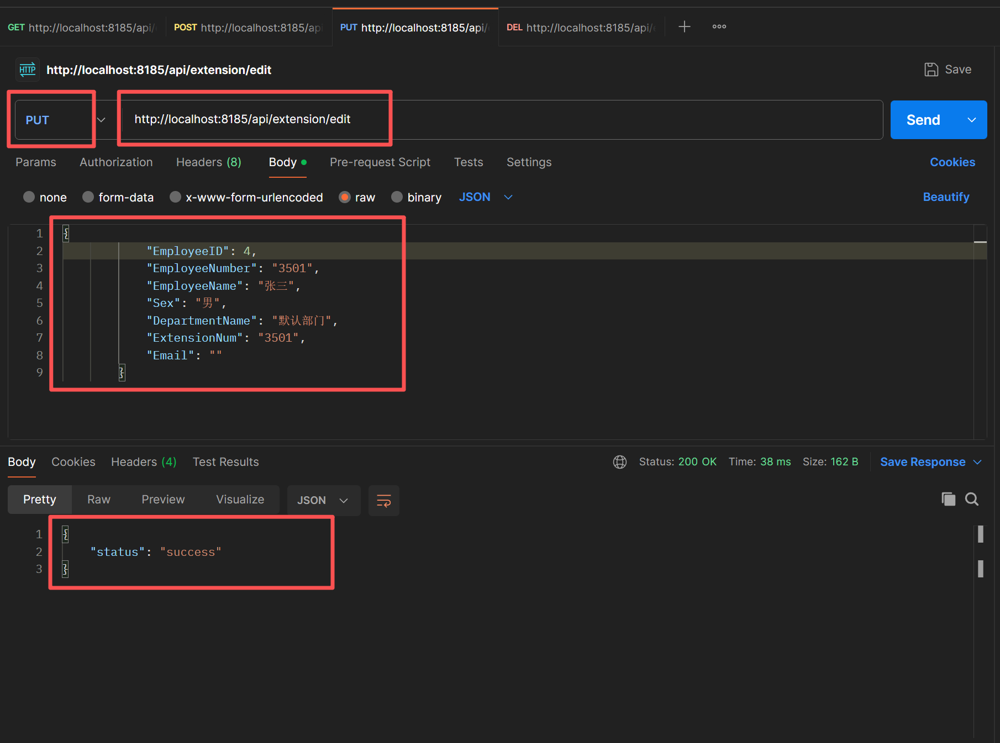 GET http://localhost:8185/api/
POST http://localhost:8185/api
PUT http://localhost:8185/api/
DEL http://localhost:8185/api/
HTTP http://localhost:8185/api/extension/edit
Save
PUT
http://localhost:8185/api/extension/edit
Send
Params
Authorization
Headers (8)
Body
Pre-request Script
Tests
Settings
Cookies
none
form-data
x-www-form-urlencoded
raw
binary
JSON
Beautify
1 {
2 "EmployeeID": 4,
3 "EmployeeNumber": "3501",
4 "EmployeeName": "张三",
5 "Sex": "男",
6 "DepartmentName": "默认部门",
7 "ExtensionNum": "3501",
8 "Email": ""
9 }
Body
Cookies
Headers (4)
Test Results
Status: 200 OK
Time: 38 ms
Size: 162 B
Save Response
Pretty
Raw
Preview
Visualize
JSON
1 {
2 "status": "success"
3 }